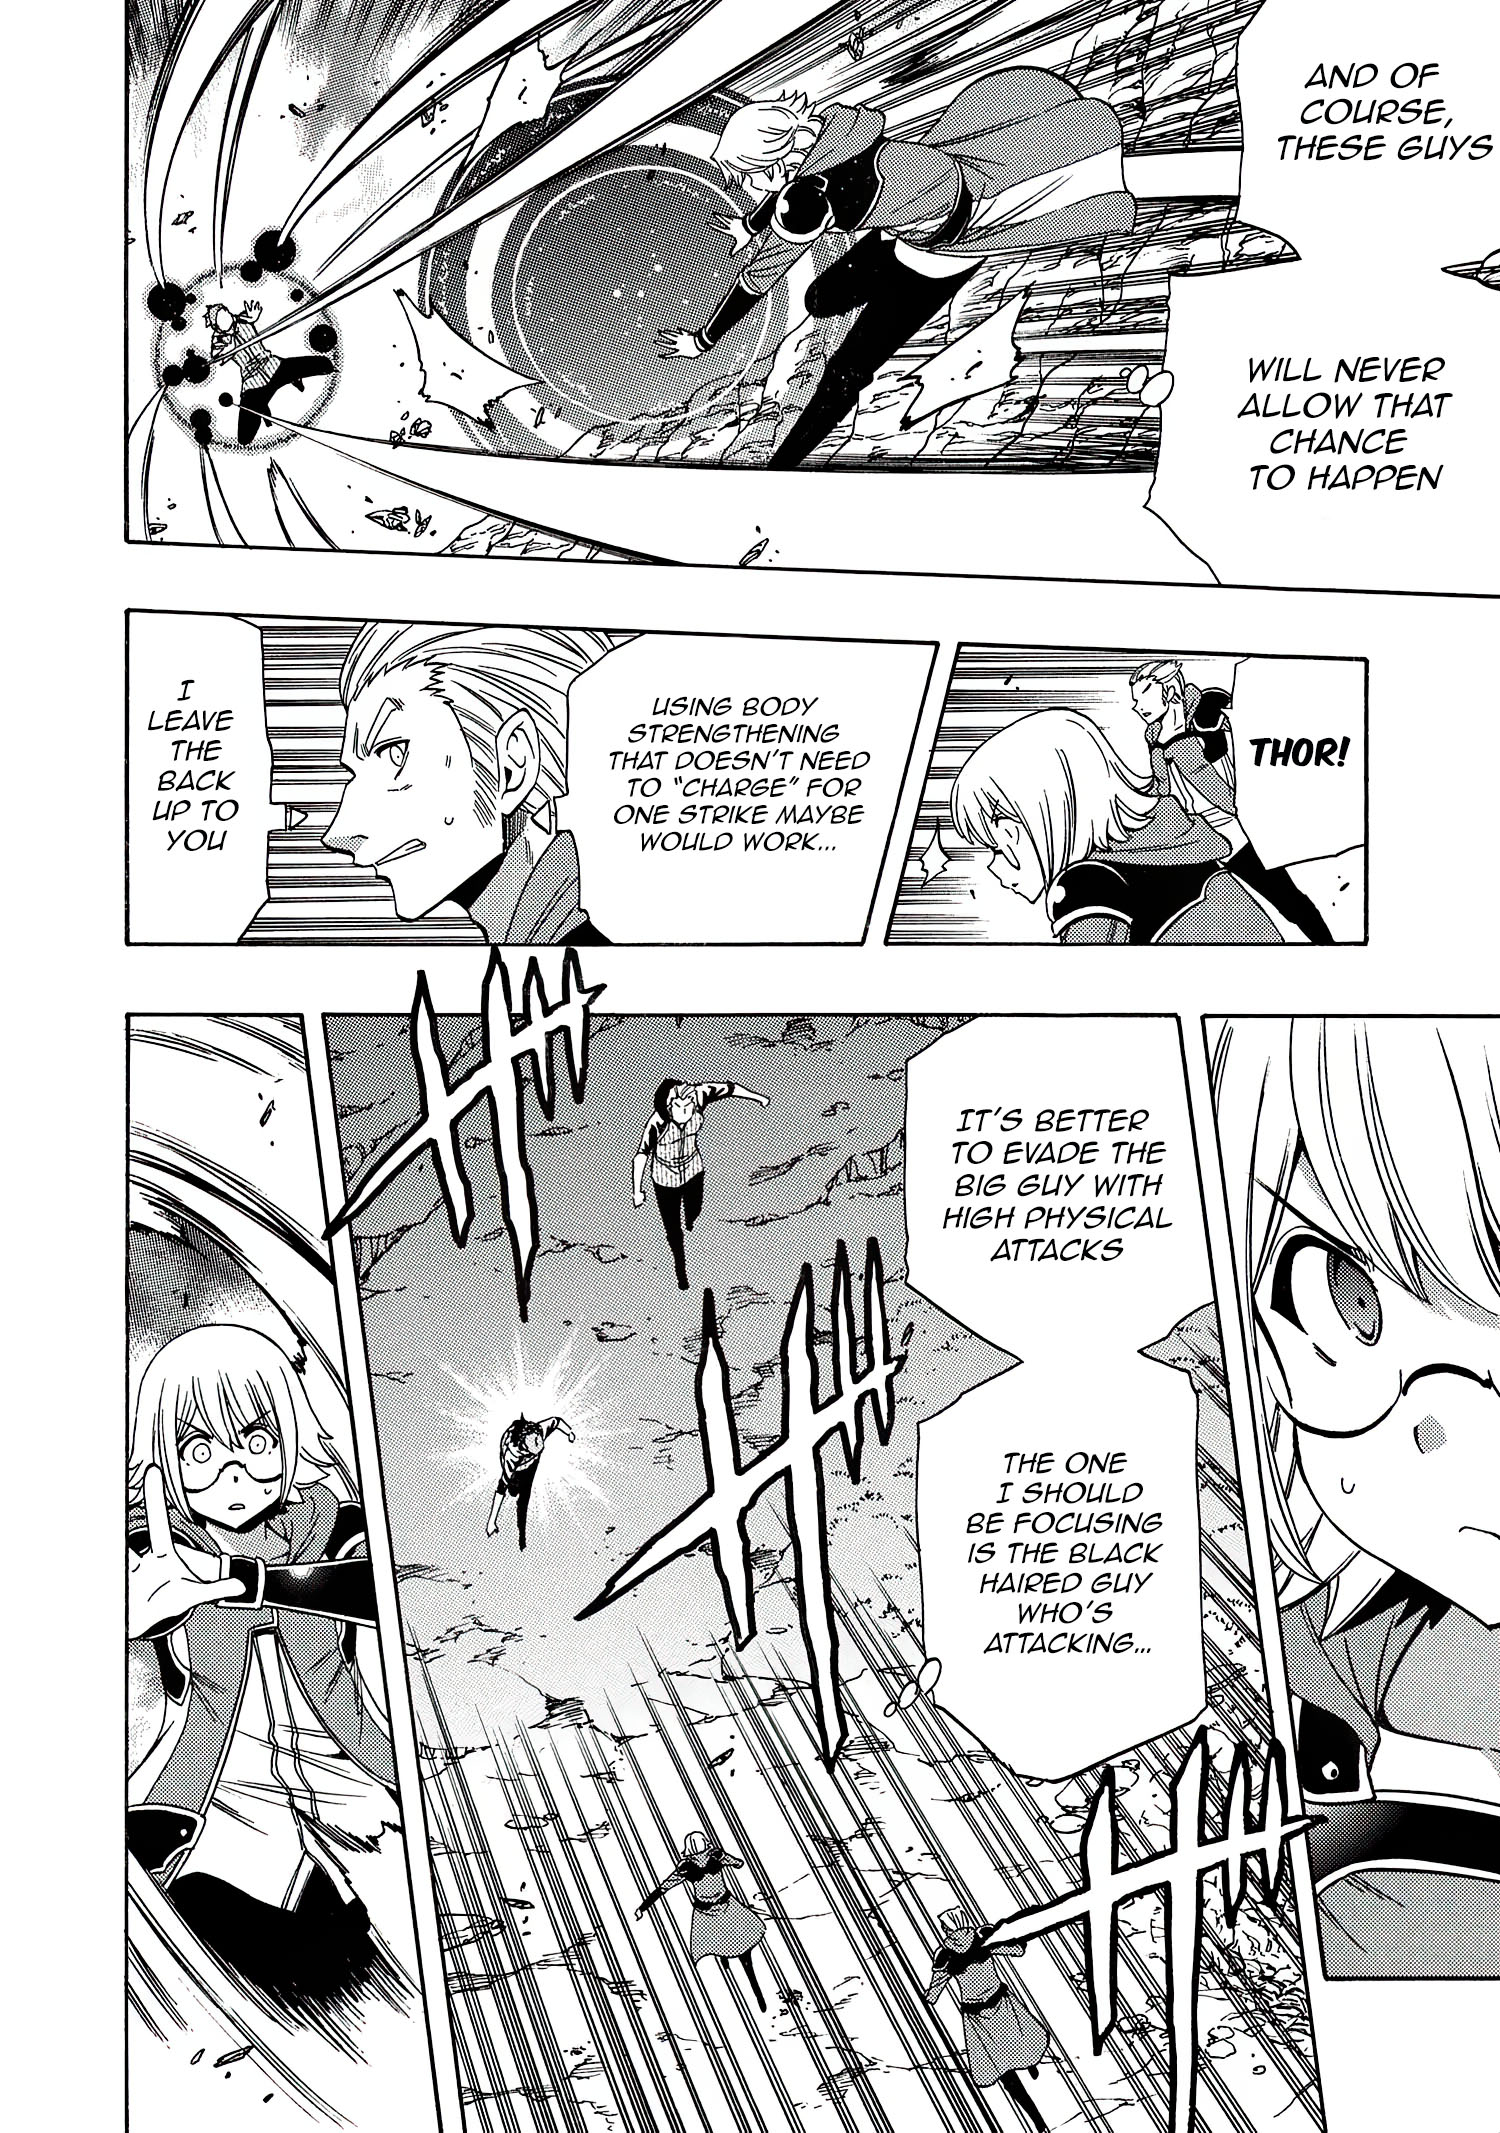 AND OF
COURSE,
THESE GUYS
WILL NEVER
ALLOW THAT
CHANCE
TO HAPPEN
THOR!
USING BODY
STRENGTHENING
THAT DOESN'T NEED
TO "CHARGE" FOR
ONE STRIKE MAYBE
WOULD WORK...
I
LEAVE
THE
BACK
UP TO
YOU
IT'S BETTER
TO EVADE THE
BIG GUY WITH
HIGH PHYSICAL
ATTACKS
THE ONE
I SHOULD
BE FOCUSING
IS THE BLACK
HAIRED GUY
WHO'S
ATTACKING...